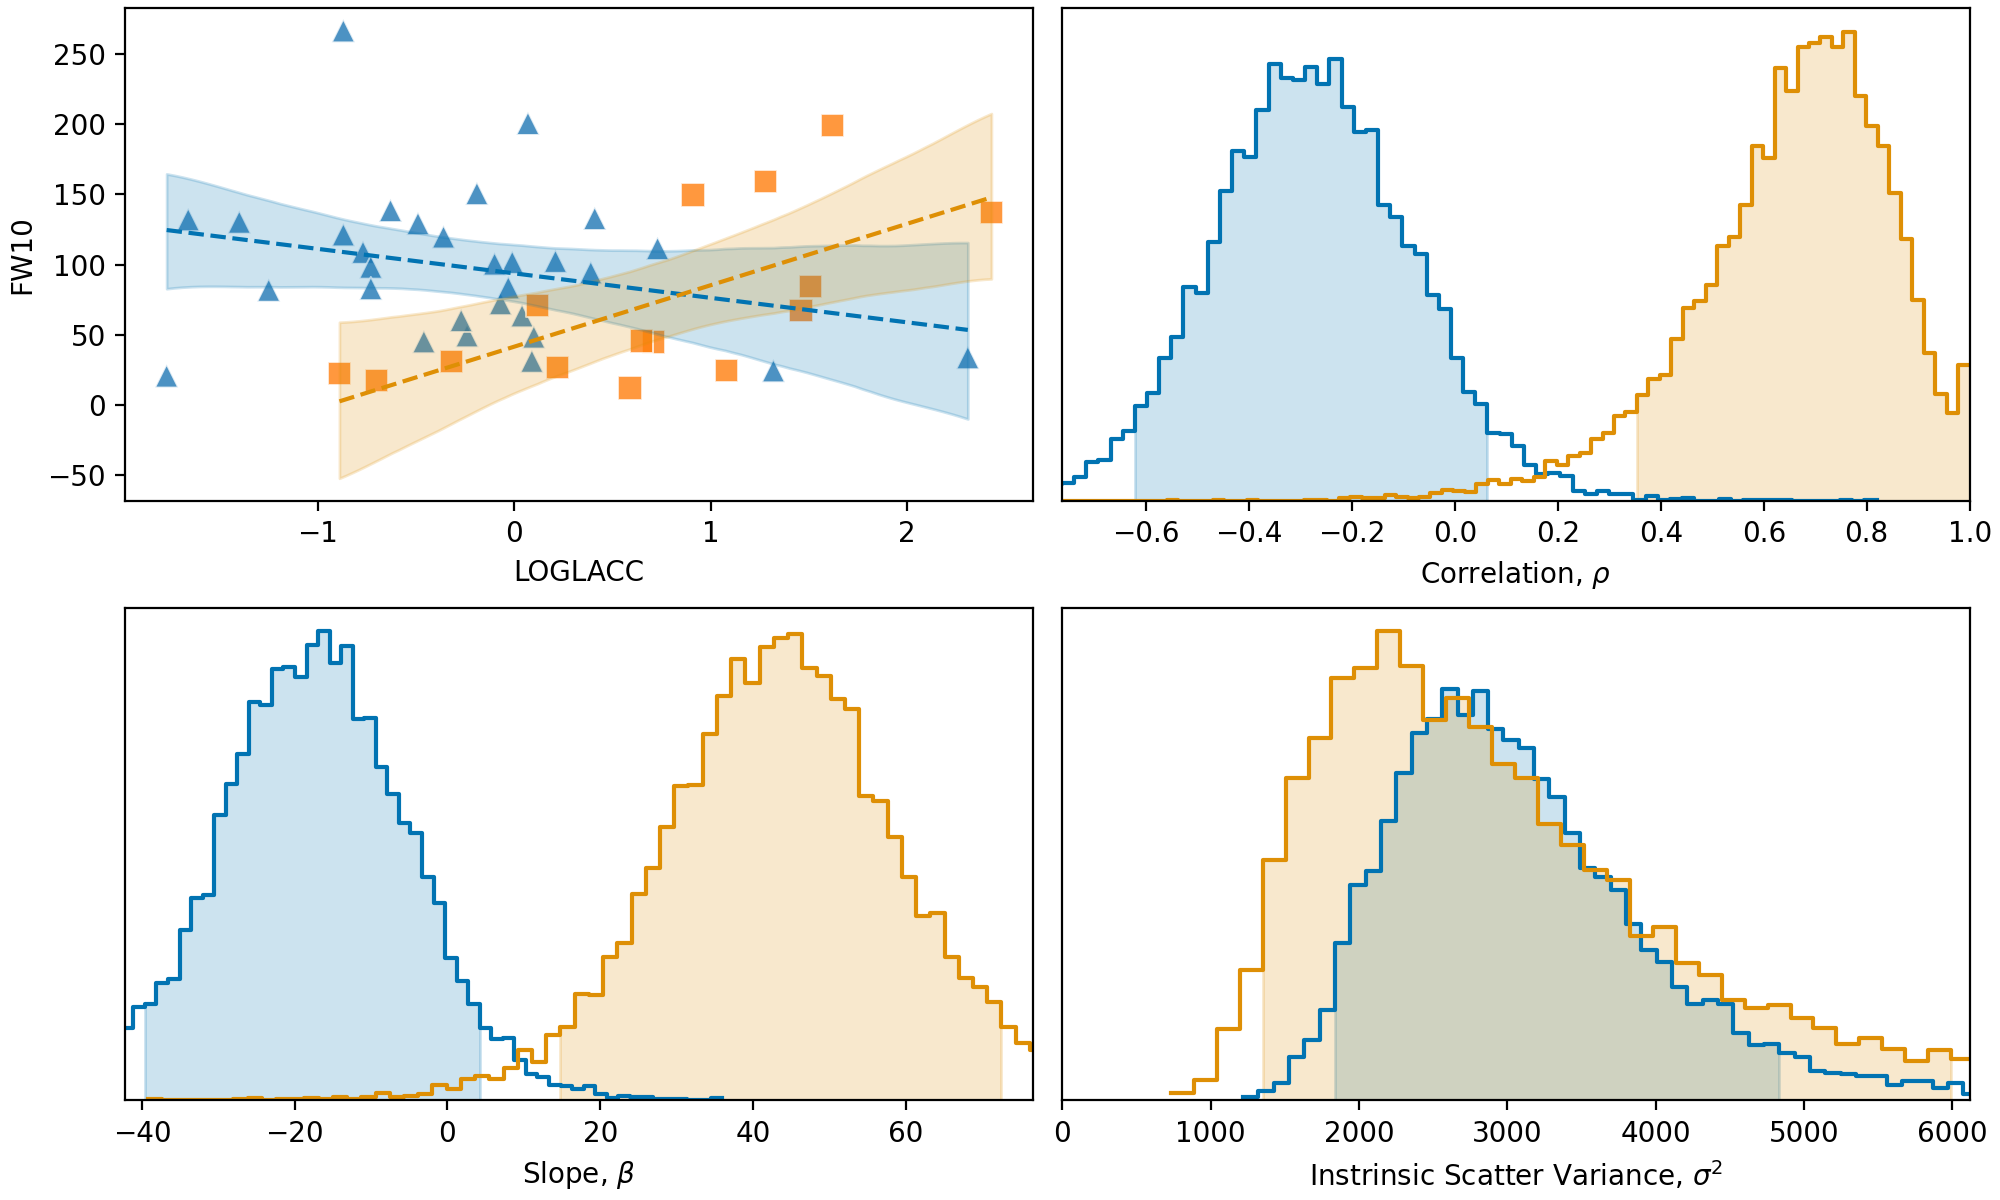 250
200
150
100
50
0
−50
FW10
−1 0 1 2
LOGLACC
−0.6 −0.4 −0.2 0.0 0.2 0.4 0.6 0.8 1.0
Correlation, ρ
−40 −20 0 20 40 60
Slope, β
0 1000 2000 3000 4000 5000 6000
Instrinsic Scatter Variance, σ²